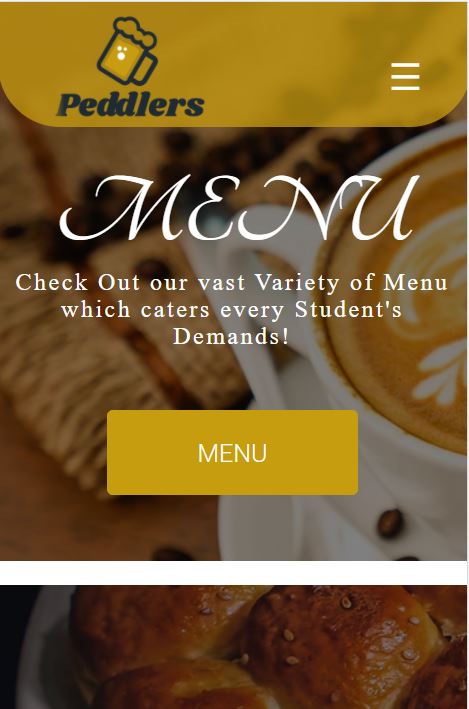 Peddlers
MENU
Check Out our vast Variety of Menu
which caters every Student's
Demands!
MENU